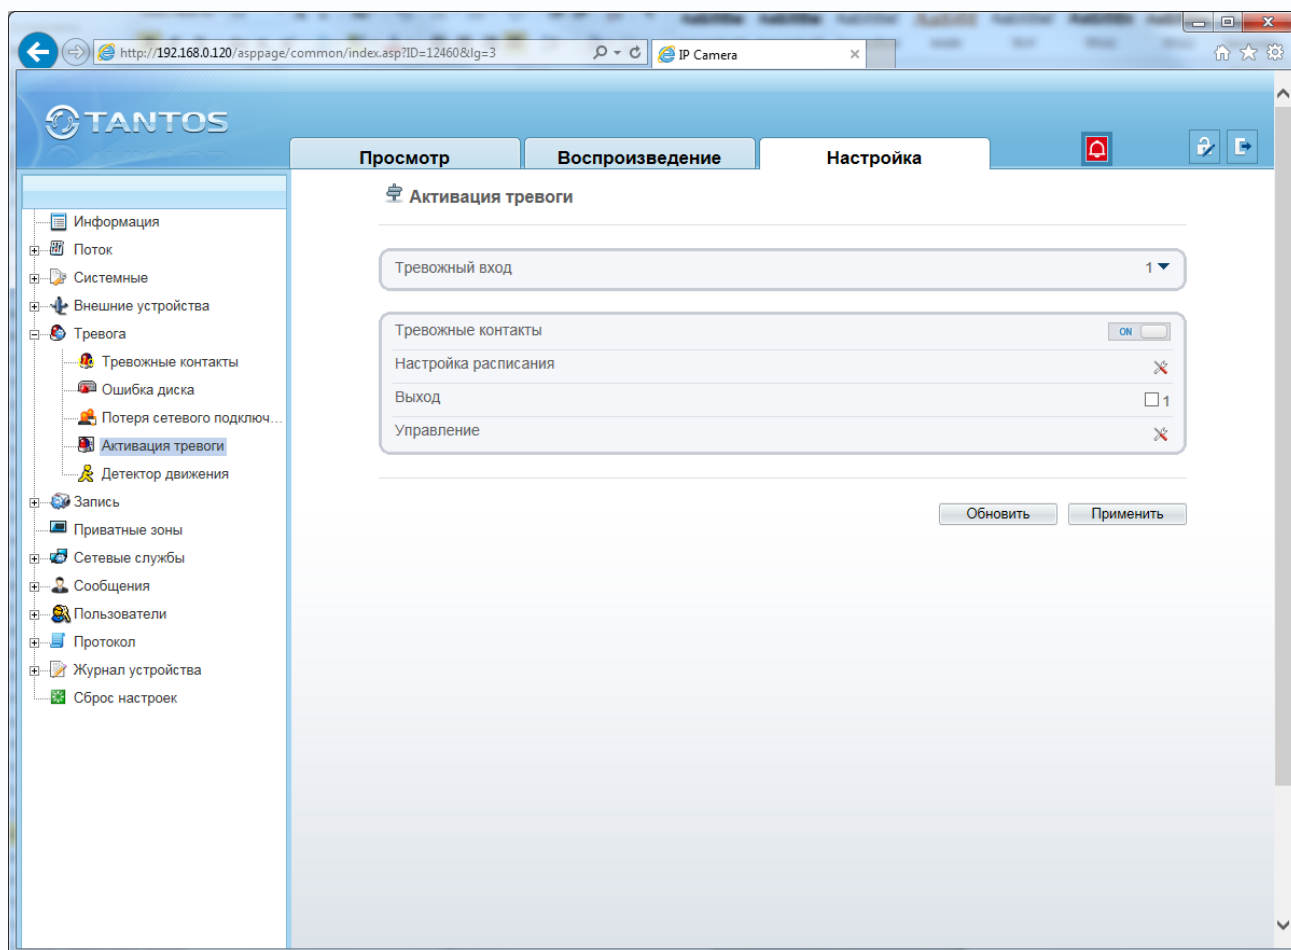 http://192.168.0.120/asppage/common/index.asp?ID=12460&lg=3
IP Camera
TANTOS
Просмотр
Воспроизведение
Настройка
Активация тревоги
Информация
Поток
Системные
Внешние устройства
Тревога
Тревожные контакты
Ошибка диска
Потеря сетевого подключ...
Активация тревоги
Детектор движения
Запись
Приватные зоны
Сетевые службы
Сообщения
Пользователи
Протокол
Журнал устройства
Сброс настроек
Тревожный вход 1
Тревожные контакты ON
Настройка расписания
Выход 1
Управление
Обновить Применить